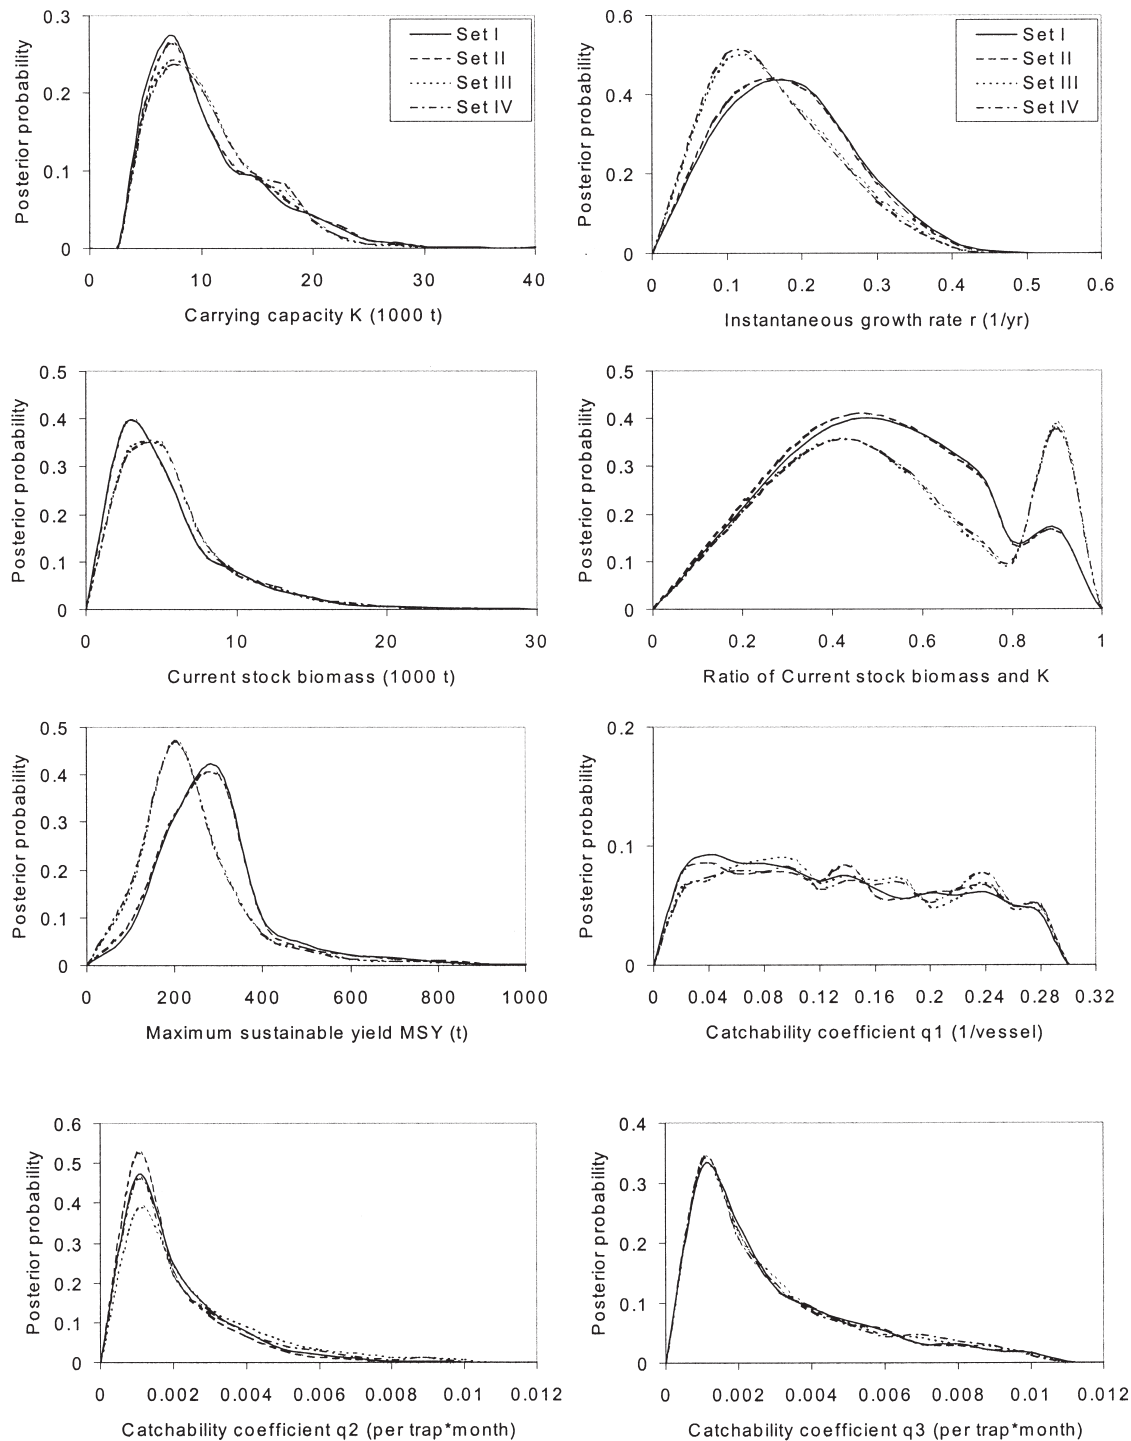 Posterior probability
0.3
0.2
0.1
0
0 10 20 30 40
Carrying capacity K (1000 t)
Set I
Set II
Set III
Set IV
Posterior probability
0.6
0.4
0.2
0
0 0.1 0.2 0.3 0.4 0.5 0.6
Instantaneous growth rate r (1/yr)
Set I
Set II
Set III
Set IV
Posterior probability
0.5
0.4
0.3
0.2
0.1
0
0 10 20 30
Current stock biomass (1000 t)
Posterior probability
0.5
0.4
0.3
0.2
0.1
0
0 0.2 0.4 0.6 0.8 1
Ratio of Current stock biomass and K
Posterior probability
0.5
0.4
0.3
0.2
0.1
0
0 200 400 600 800 1000
Maximum sustainable yield MSY (t)
Posterior probability
0.2
0.1
0
0 0.04 0.08 0.12 0.16 0.2 0.24 0.28 0.32
Catchability coefficient q1 (1/vessel)
Posterior probability
0.6
0.5
0.4
0.3
0.2
0.1
0
0 0.002 0.004 0.006 0.008 0.01 0.012
Catchability coefficient q2 (per trap*month)
Posterior probability
0.4
0.3
0.2
0.1
0
0 0.002 0.004 0.006 0.008 0.01 0.012
Catchability coefficient q3 (per trap*month)